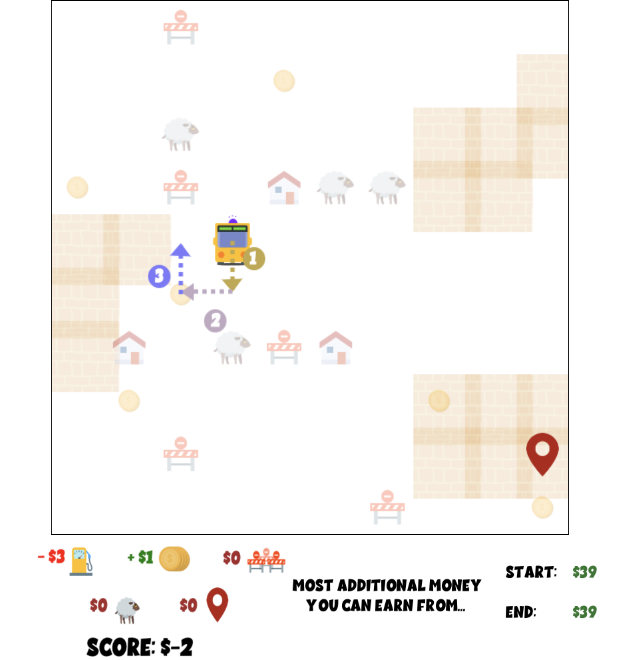 1
2
3
- $3
+ $1
$0
$0
$0
SCORE: $-2
MOST ADDITIONAL MONEY
YOU CAN EARN FROM...
START: $39
END: $39